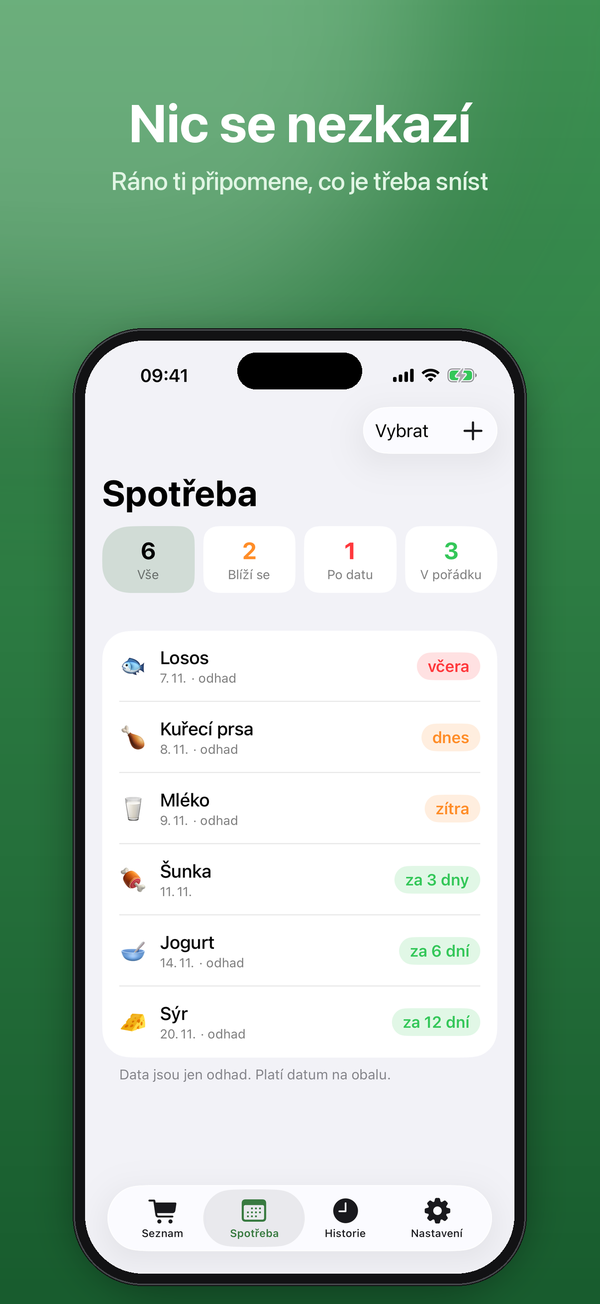 Nic se nezkazí
Ráno ti připomene, co je třeba sníst
09:41
Vybrat +
Spotřeba
6 2 1 3
Vše Blíží se Po datu V pořádku
Losos
7. 11. · odhad
včera
Kuřecí prsa
8. 11. · odhad
dnes
Mléko
9. 11. · odhad
zítra
Šunka
11. 11.
za 3 dny
Jogurt
14. 11. · odhad
za 6 dní
Sýr
20. 11. · odhad
za 12 dní
Data jsou jen odhad. Platí datum na obalu.
Seznam Spotřeba Historie Nastavení